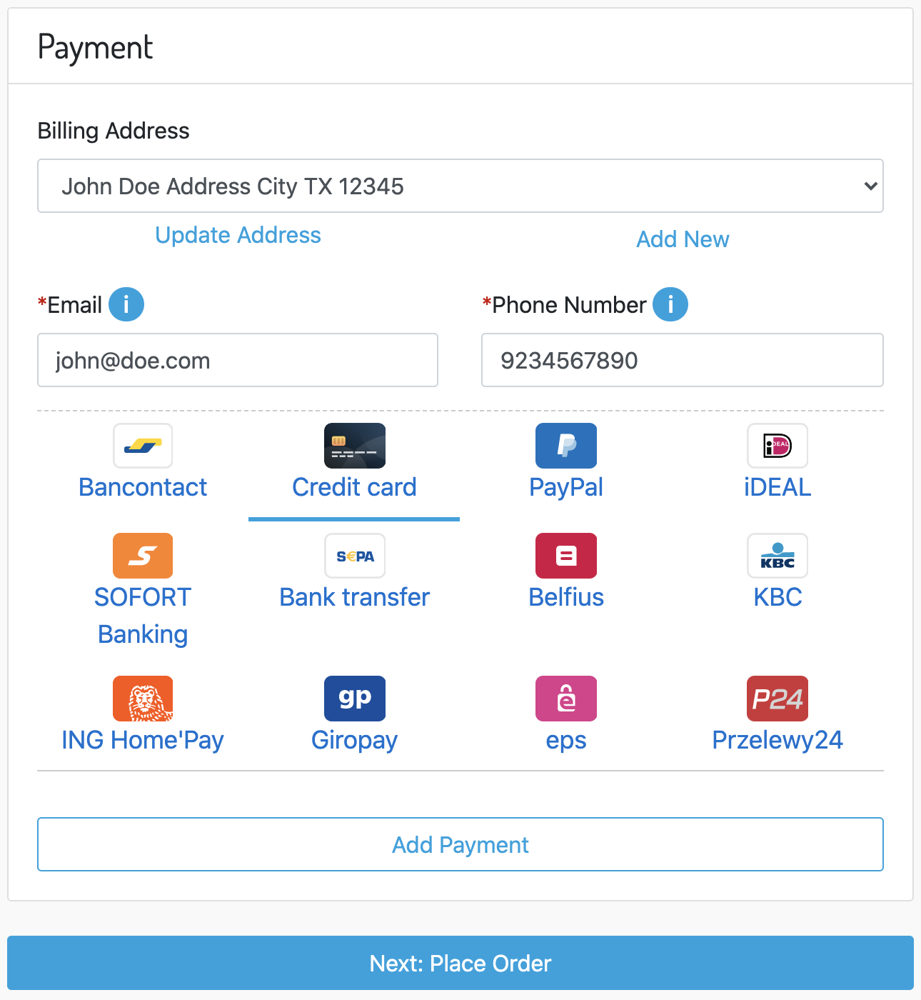 Payment
Billing Address
John Doe Address City TX 12345
Update Address
Add New
*Email i
*Phone Number i
john@doe.com
9234567890
Bancontact
Credit card
PayPal
iDEAL
iDEAL
S€PA
KBC
SOFORT
Banking
Bank transfer
Belfius
KBC
gp
e
P24
ING Home'Pay
Giropay
eps
Przelewy24
Add Payment
Next: Place Order